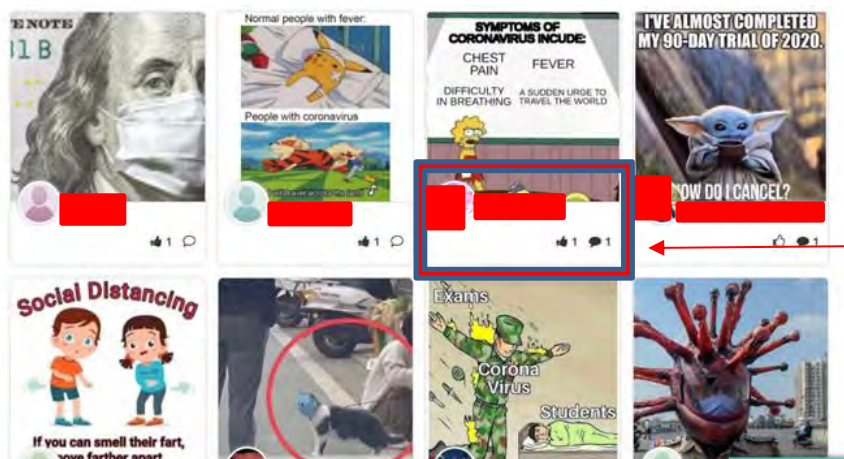 E NOTE
31 B
Normal people with fever:
People with coronavirus
SYMPTOMS OF
CORONAVIRUS INCUDE:
CHEST
PAIN
FEVER
DIFFICULTY
IN BREATHING
A SUDDEN URGE TO
TRAVEL THE WORLD
I'VE ALMOST COMPLETED
MY 90-DAY TRIAL OF 2020.
HOW DO I CANCEL?
1
1
1
1
1
Social Distancing
If you can smell their fart,
move farther apart
Exams
Corona
Virus
Students